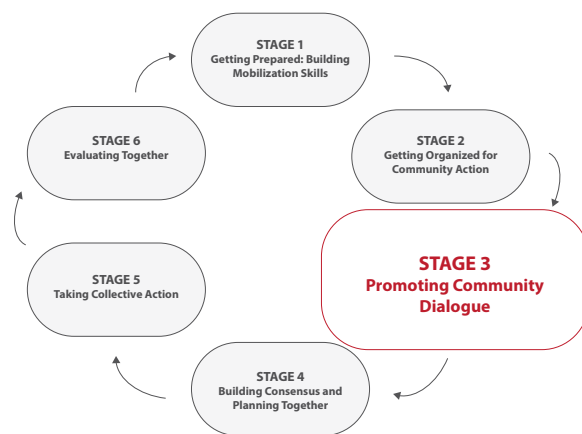 STAGE 1
Getting Prepared: Building
Mobilization Skills
STAGE 2
Getting Organized for
Community Action
STAGE 3
Promoting Community
Dialogue
STAGE 4
Building Consensus and
Planning Together
STAGE 5
Taking Collective Action
STAGE 6
Evaluating Together